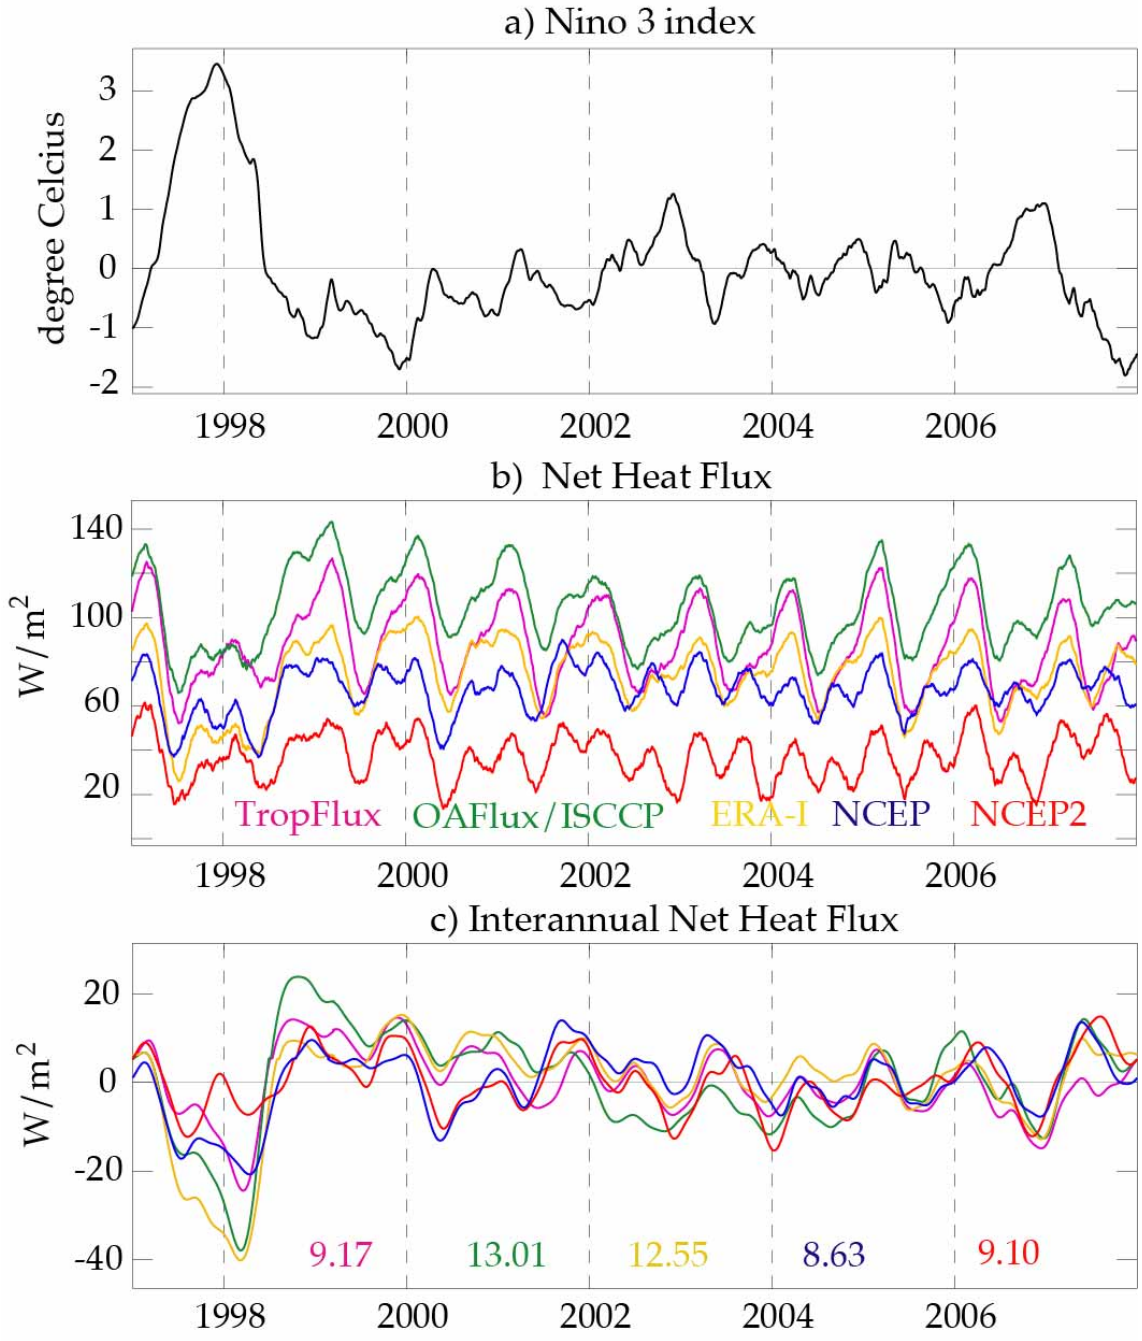 a) Nino 3 index
degree Celcius
3
2
1
0
-1
-2
1998 2000 2002 2004 2006
b) Net Heat Flux
W/m²
140
100
60
20
TropFlux OAFlux/ISCCP ERA-I NCEP NCEP2
1998 2000 2002 2004 2006
c) Interannual Net Heat Flux
W/m²
20
0
-20
-40
9.17 13.01 12.55 8.63 9.10
1998 2000 2002 2004 2006